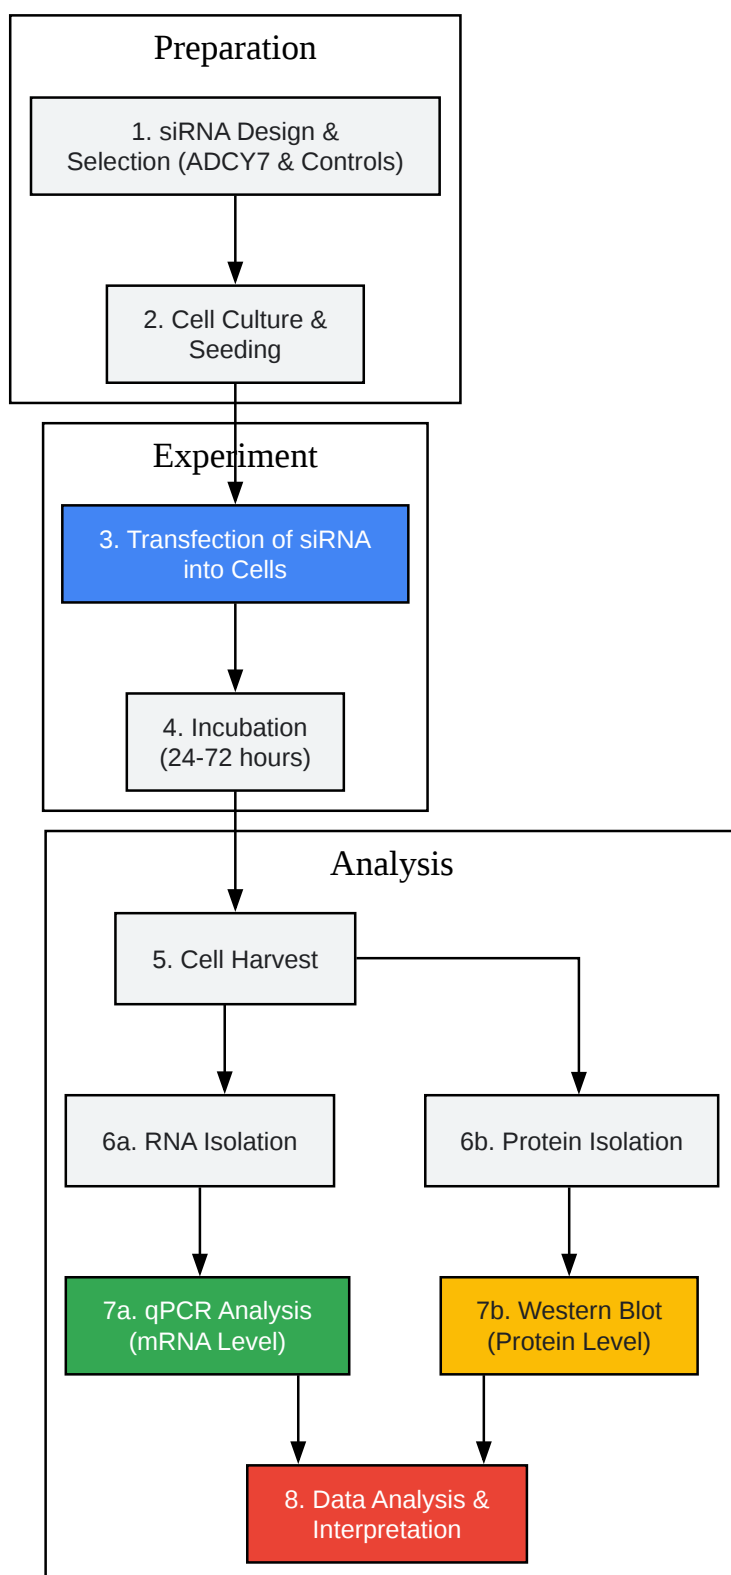 Preparation
1. siRNA Design &
Selection (ADCY7 & Controls)
2. Cell Culture &
Seeding
Experiment
3. Transfection of siRNA
into Cells
4. Incubation
(24-72 hours)
Analysis
5. Cell Harvest
6a. RNA Isolation
6b. Protein Isolation
7a. qPCR Analysis
(mRNA Level)
7b. Western Blot
(Protein Level)
8. Data Analysis &
Interpretation